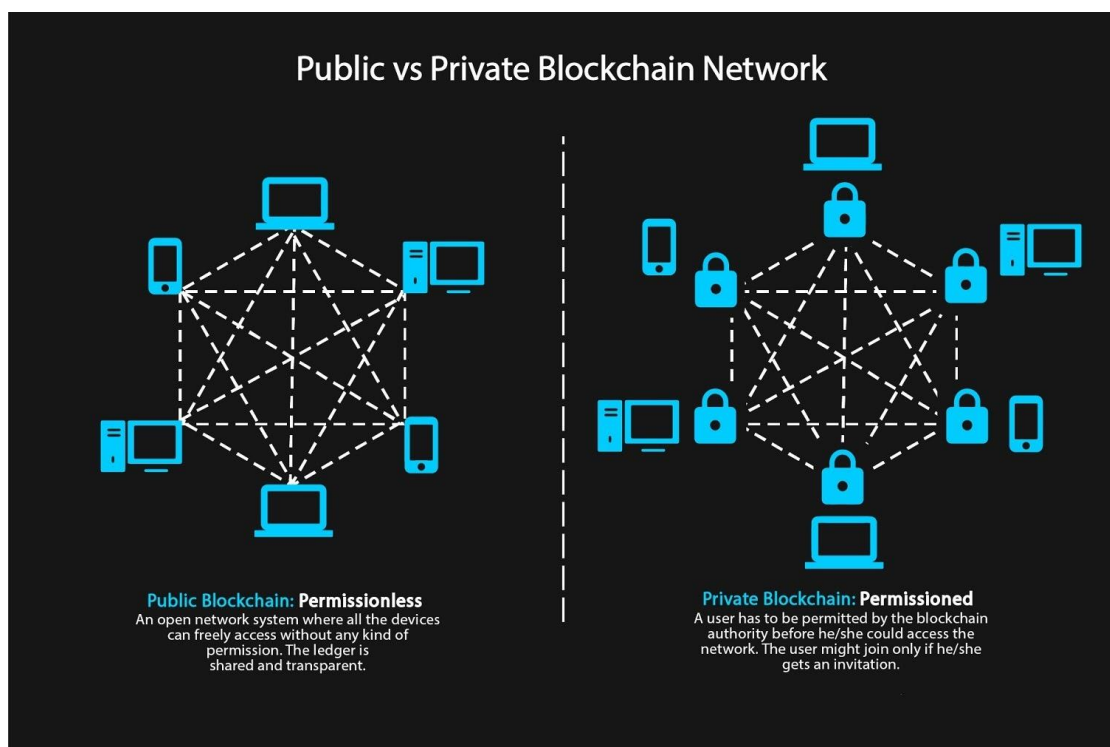 Public vs Private Blockchain Network
Public Blockchain: Permissionless
An open network system where all the devices
can freely access without any kind of
permission. The ledger is
shared and transparent.
Private Blockchain: Permissioned
A user has to be permitted by the blockchain
authority before he/she could access the
network. The user might join only if he/she
gets an invitation.